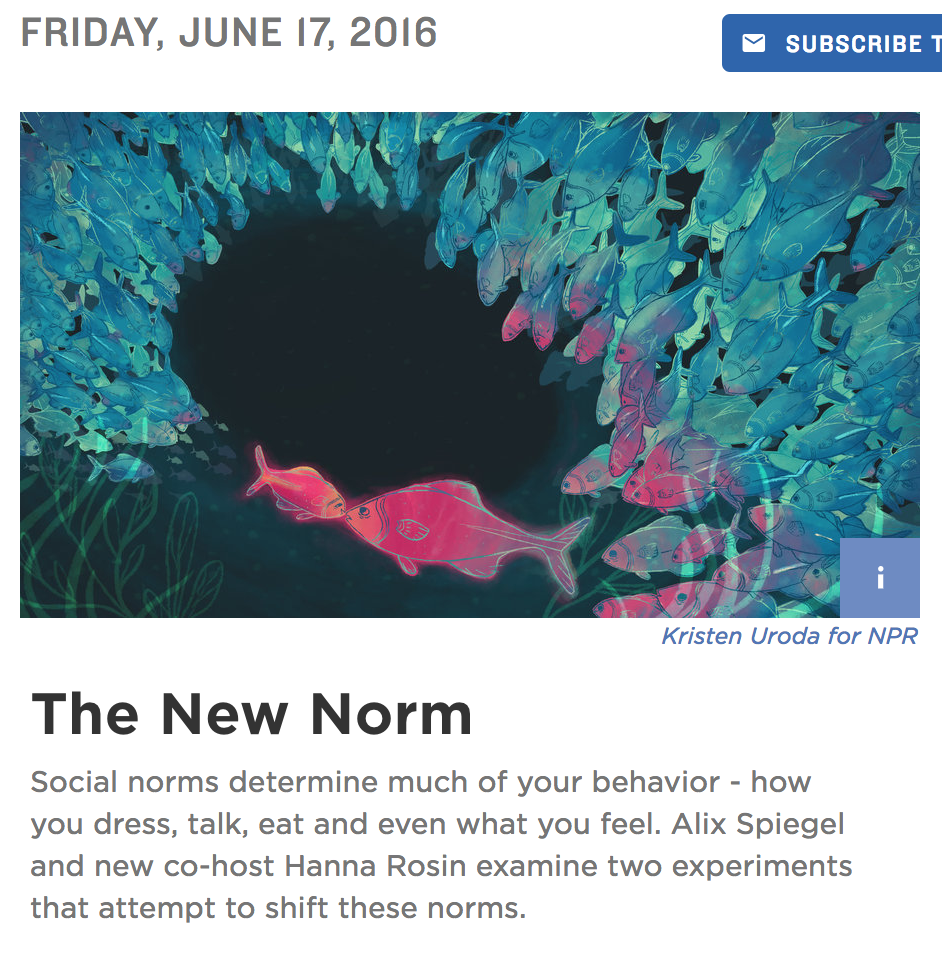 FRIDAY, JUNE 17, 2016
SUBSCRIBE T
i
Kristen Uroda for NPR
The New Norm
Social norms determine much of your behavior - how
you dress, talk, eat and even what you feel. Alix Spiegel
and new co-host Hanna Rosin examine two experiments
that attempt to shift these norms.